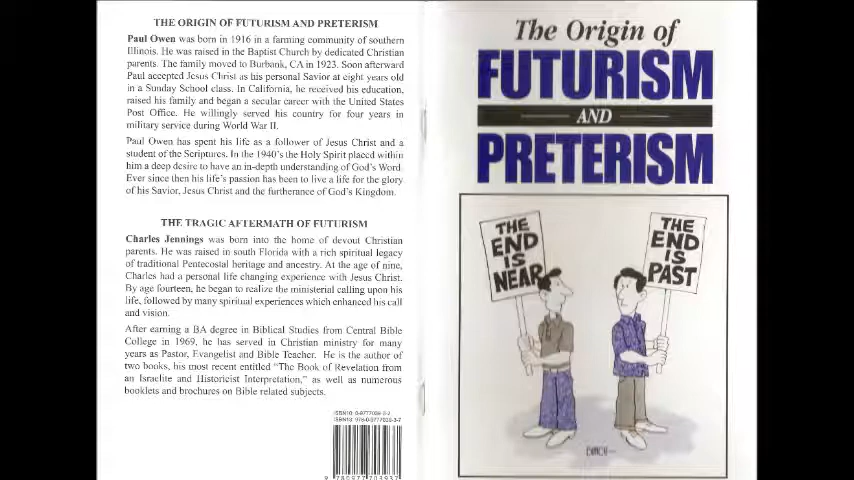 THE ORIGIN OF FUTURISM AND PRETERISM
Paul Owen was born in 1916 in a farming community of southern
Illinois. He was raised in the Baptist Church by dedicated Christian
parents. The family moved to Burbank, CA in 1923. Soon afterward
Paul accepted Jesus Christ as his personal Savior at eight years old
in a Sunday School class. In California, he received his education,
raised his family and began a secular career with the United States
Post Office. He willingly served his country for four years in
military service during World War II.
Paul Owen has spent his life as a follower of Jesus Christ and a
student of the Scriptures. In the 1940's the Holy Spirit placed within
him a deep desire to have an in-depth understanding of God's Word.
Ever since then his life's passion has been to live a life for the glory
of his Savior, Jesus Christ and the furtherance of God's Kingdom.
THE TRAGIC AFTERMATH OF FUTURISM
Charles Jennings was born into the home of devout Christian
parents. He was raised in south Florida with a rich spiritual legacy
of traditional Pentecostal heritage and ancestry. At the age of nine,
Charles had a personal life changing experience with Jesus Christ.
By age fourteen, he began to realize the ministerial calling upon his
life, followed by many spiritual experiences which enhanced his call
and vision.
After earning a BA degree in Biblical Studies from Central Bible
College in 1969, he has served in Christian ministry for many
years as Pastor, Evangelist and Bible Teacher. He is the author of
two books, his most recent entitled "The Book of Revelation from
an Israelite and Historicist Interpretation," as well as numerous
booklets and brochures on Bible related subjects.
The Origin of
FUTURISM
AND
PRETERISM
THE
END
IS
NEAR
THE
END
IS
PAST